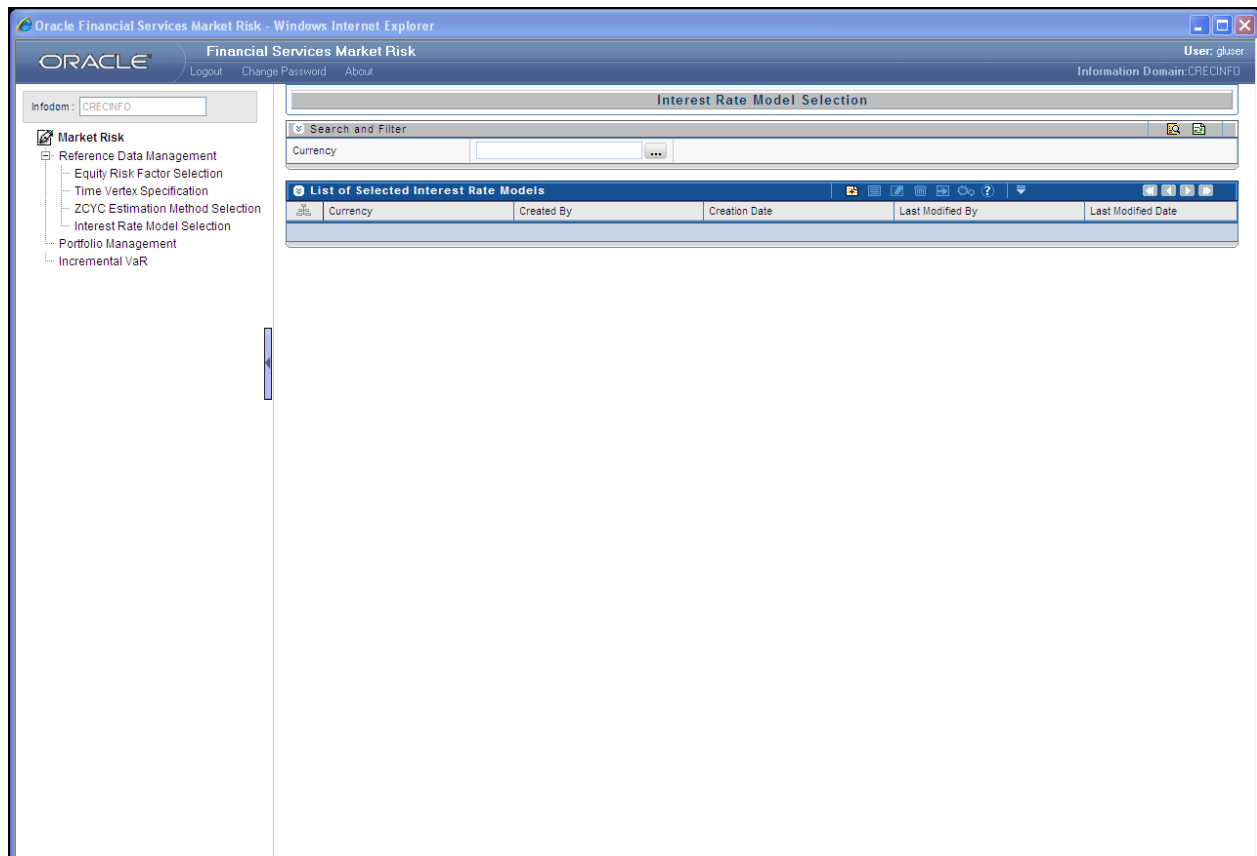 Oracle Financial Services Market Risk - Windows Internet Explorer
ORACLE
Financial Services Market Risk
User: gluser
Logout Change Password About
Information Domain:CRECINFO
Infodom : CRECINFO
Market Risk
Reference Data Management
Equity Risk Factor Selection
Time Vertex Specification
ZCYC Estimation Method Selection
Interest Rate Model Selection
Portfolio Management
Incremental VaR
Interest Rate Model Selection
Search and Filter
Currency ...
List of Selected Interest Rate Models
Currency Created By Creation Date Last Modified By Last Modified Date